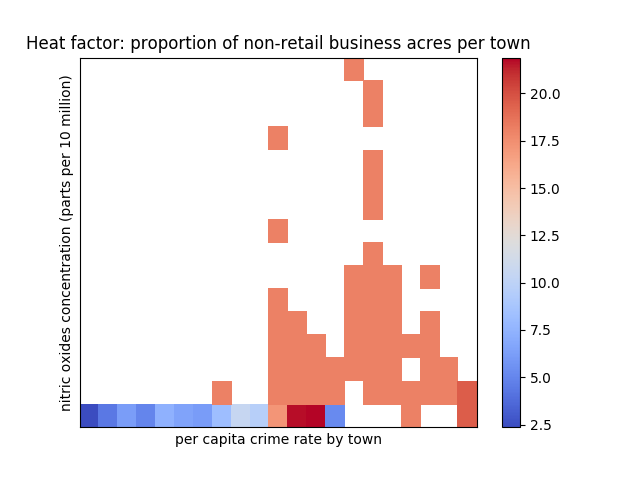 Heat factor: proportion of non-retail business acres per town
nitric oxides concentration (parts per 10 million)
per capita crime rate by town
20.0
17.5
15.0
12.5
10.0
7.5
5.0
2.5